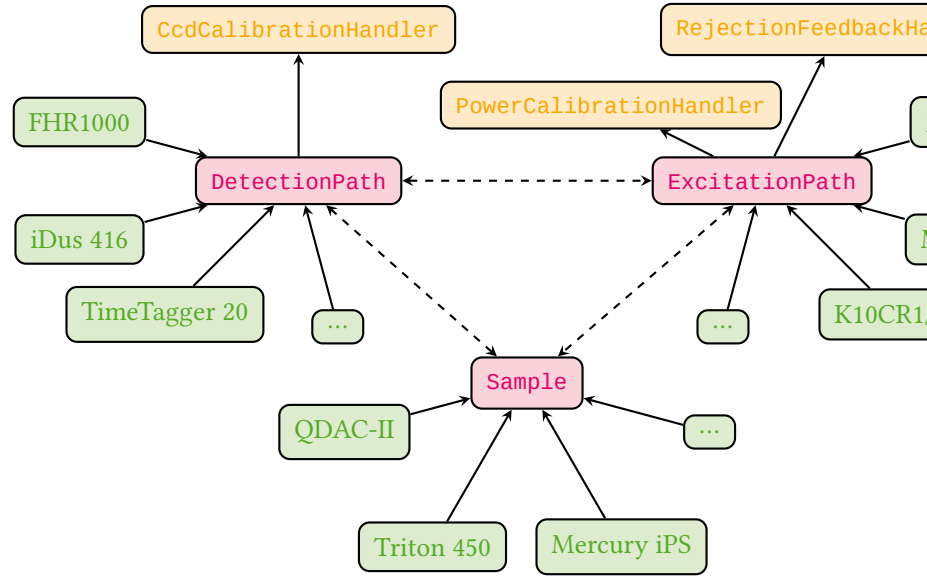 CcdCalibrationHandler
RejectionFeedbackHa
PowerCalibrationHandler
FHR1000
DetectionPath
ExcitationPath
iDus 416
TimeTagger 20
...
...
K10CR1/
Sample
QDAC-II
...
Triton 450
Mercury iPS